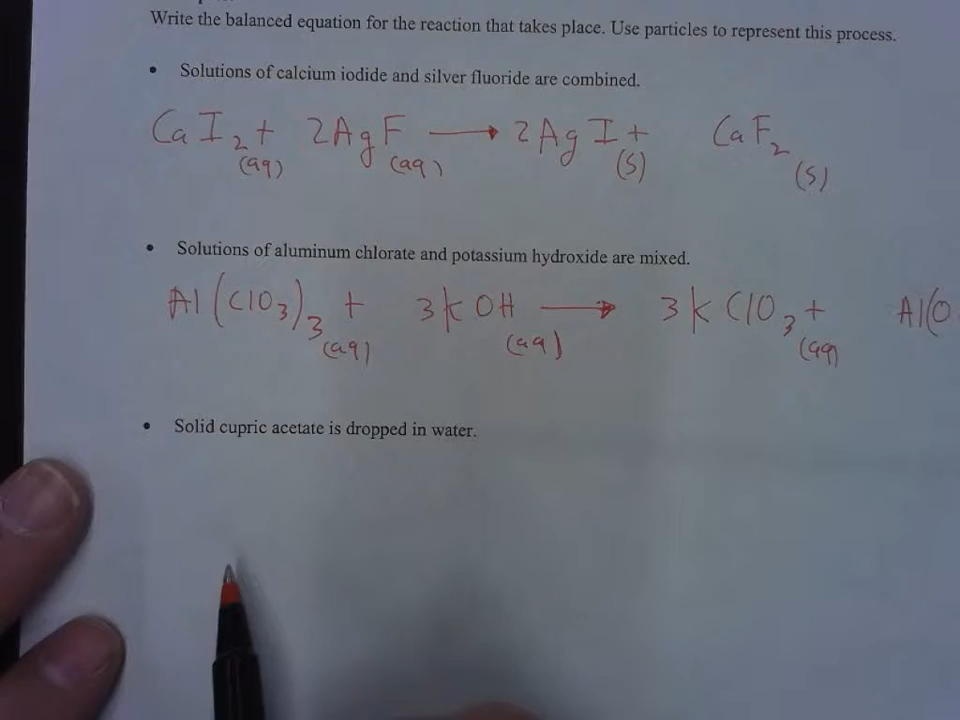 Write the balanced equation for the reaction that takes place. Use particles to represent this process.
• Solutions of calcium iodide and silver fluoride are combined.
CaI₂ + 2AgF → 2AgI + CaF₂
(aq) (aq) (s) (s)
• Solutions of aluminum chlorate and potassium hydroxide are mixed.
Al(ClO₃)₃ + 3KOH → 3KClO₃ + Al(O
(aq) (aq) (aq)
• Solid cupric acetate is dropped in water.